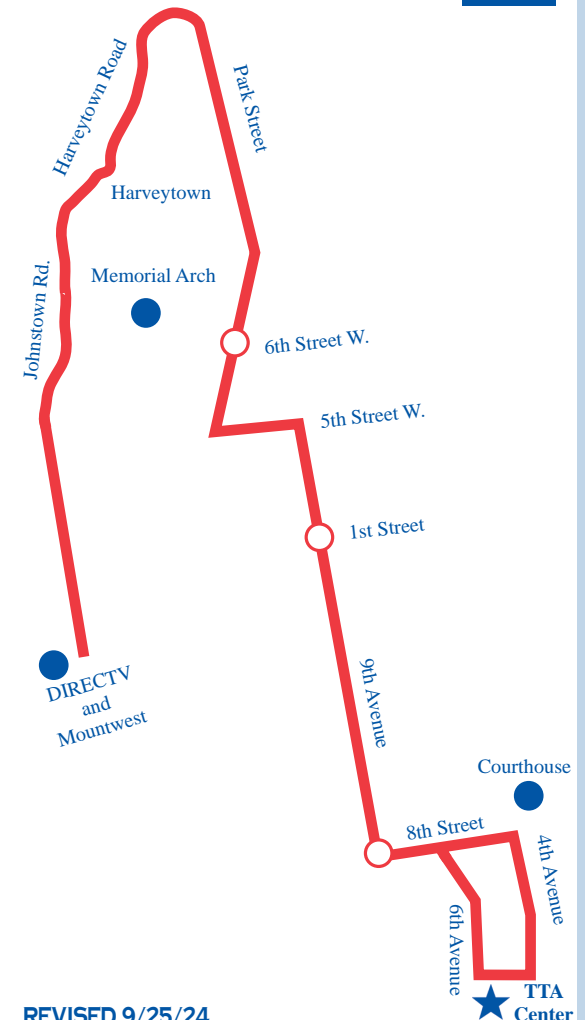 Harveytown Road
Park Street
Harveytown
Memorial Arch
Johnstown Rd.
6th Street W.
5th Street W.
1st Street
9th Avenue
DIRECTV
and
Mountwest
Courthouse
8th Street
4th Avenue
6th Avenue
TTA
Center
REVISED 9/25/24